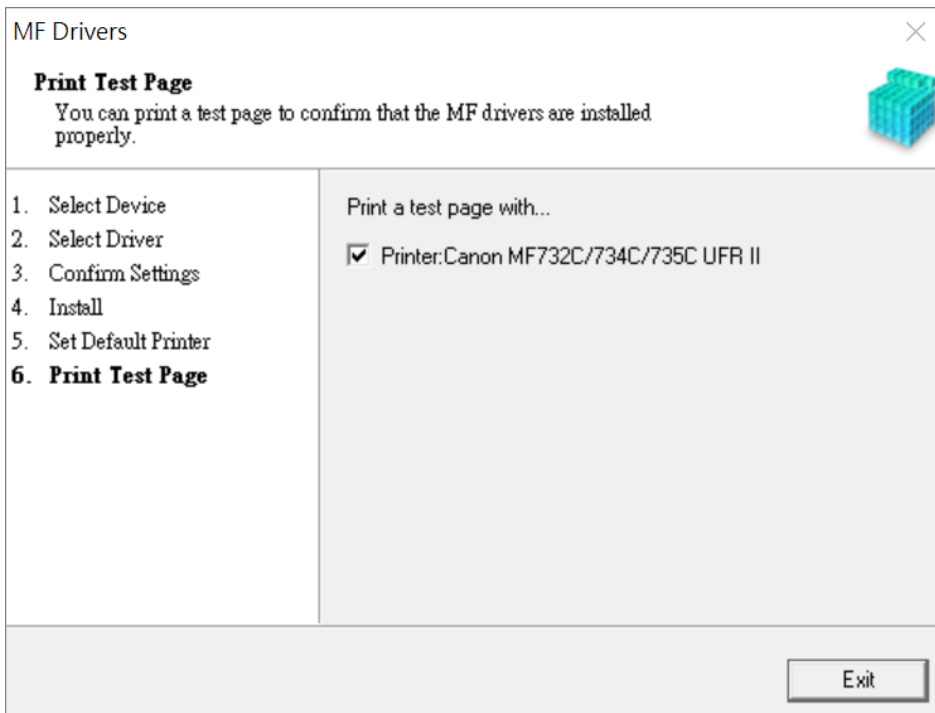 MF Drivers
Print Test Page
You can print a test page to confirm that the MF drivers are installed
properly.
1. Select Device
2. Select Driver
3. Confirm Settings
4. Install
5. Set Default Printer
6. Print Test Page
Print a test page with...
Printer:Canon MF732C/734C/735C UFR II
Exit